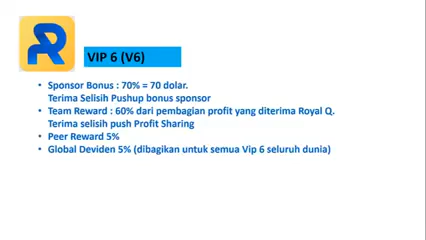 VIP 6 (V6)
• Sponsor Bonus : 70% = 70 dolar.
Terima Selisih Pushup bonus sponsor
• Team Reward : 60% dari pembagian profit yang diterima Royal Q.
Terima selisih push Profit Sharing
• Peer Reward 5%
• Global Deviden 5% (dibagikan untuk semua Vip 6 seluruh dunia)